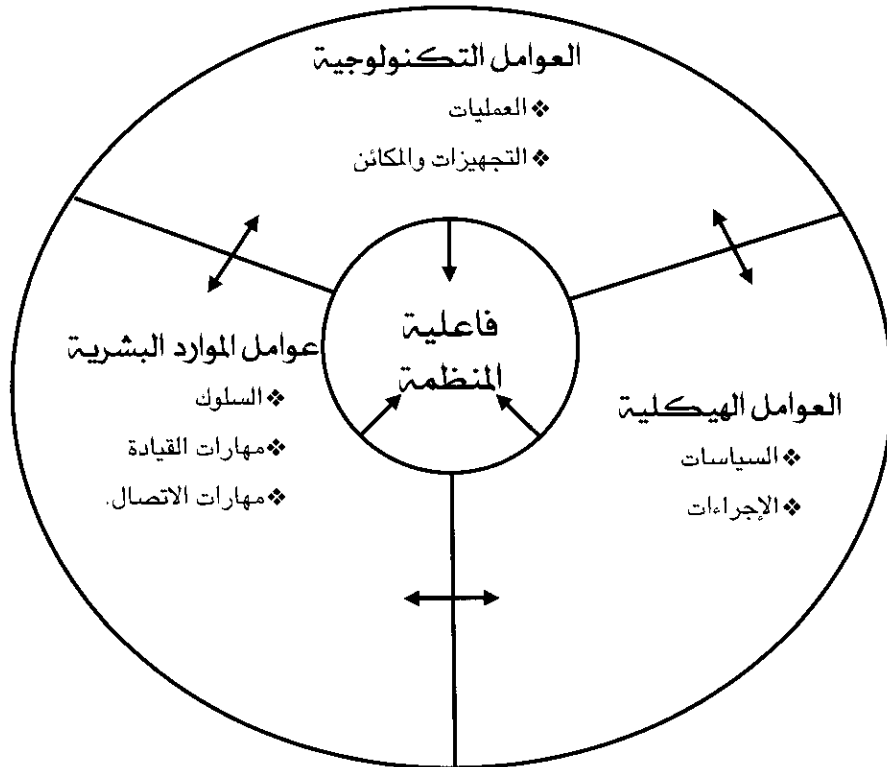 العوامل التكنولوجية
❖العمليات
❖التجهيزات والمكائن
فاعلية
المنظمة
العوامل الهيكلية
❖السياسات
❖الإجراءات
عوامل الموارد البشرية
❖السلوك
❖مهارات القيادة
❖مهارات الاتصال.